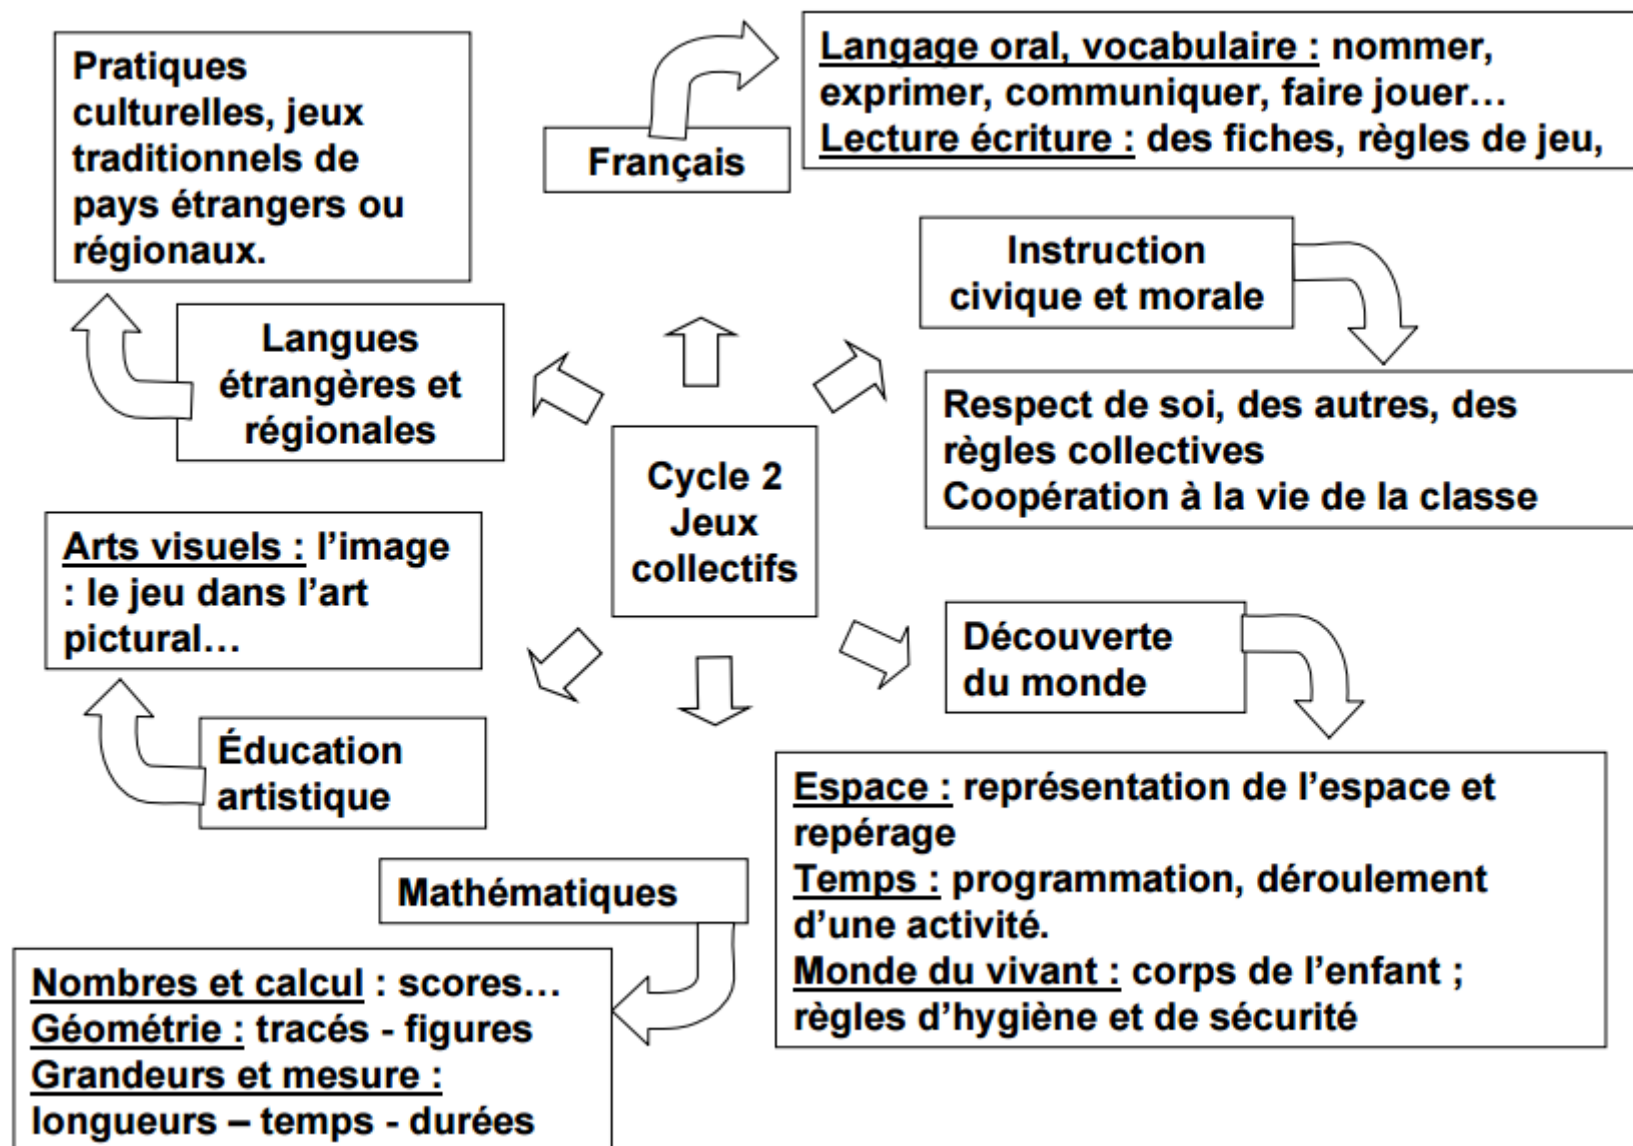 Pratiques
culturelles, jeux
traditionnels de
pays étrangers ou
régionaux.
Français
Langage oral, vocabulaire : nommer,
exprimer, communiquer, faire jouer…
Lecture écriture : des fiches, règles de jeu,
Instruction
civique et morale
Langues
étrangères et
régionales
Respect de soi, des autres, des
règles collectives
Coopération à la vie de la classe
Cycle 2
Jeux
collectifs
Arts visuels : l’image
: le jeu dans l’art
pictural…
Découverte
du monde
Éducation
artistique
Espace : représentation de l’espace et
repérage
Temps : programmation, déroulement
d’une activité.
Monde du vivant : corps de l’enfant ;
règles d’hygiène et de sécurité
Mathématiques
Nombres et calcul : scores…
Géométrie : tracés - figures
Grandeurs et mesure :
longueurs – temps - durées